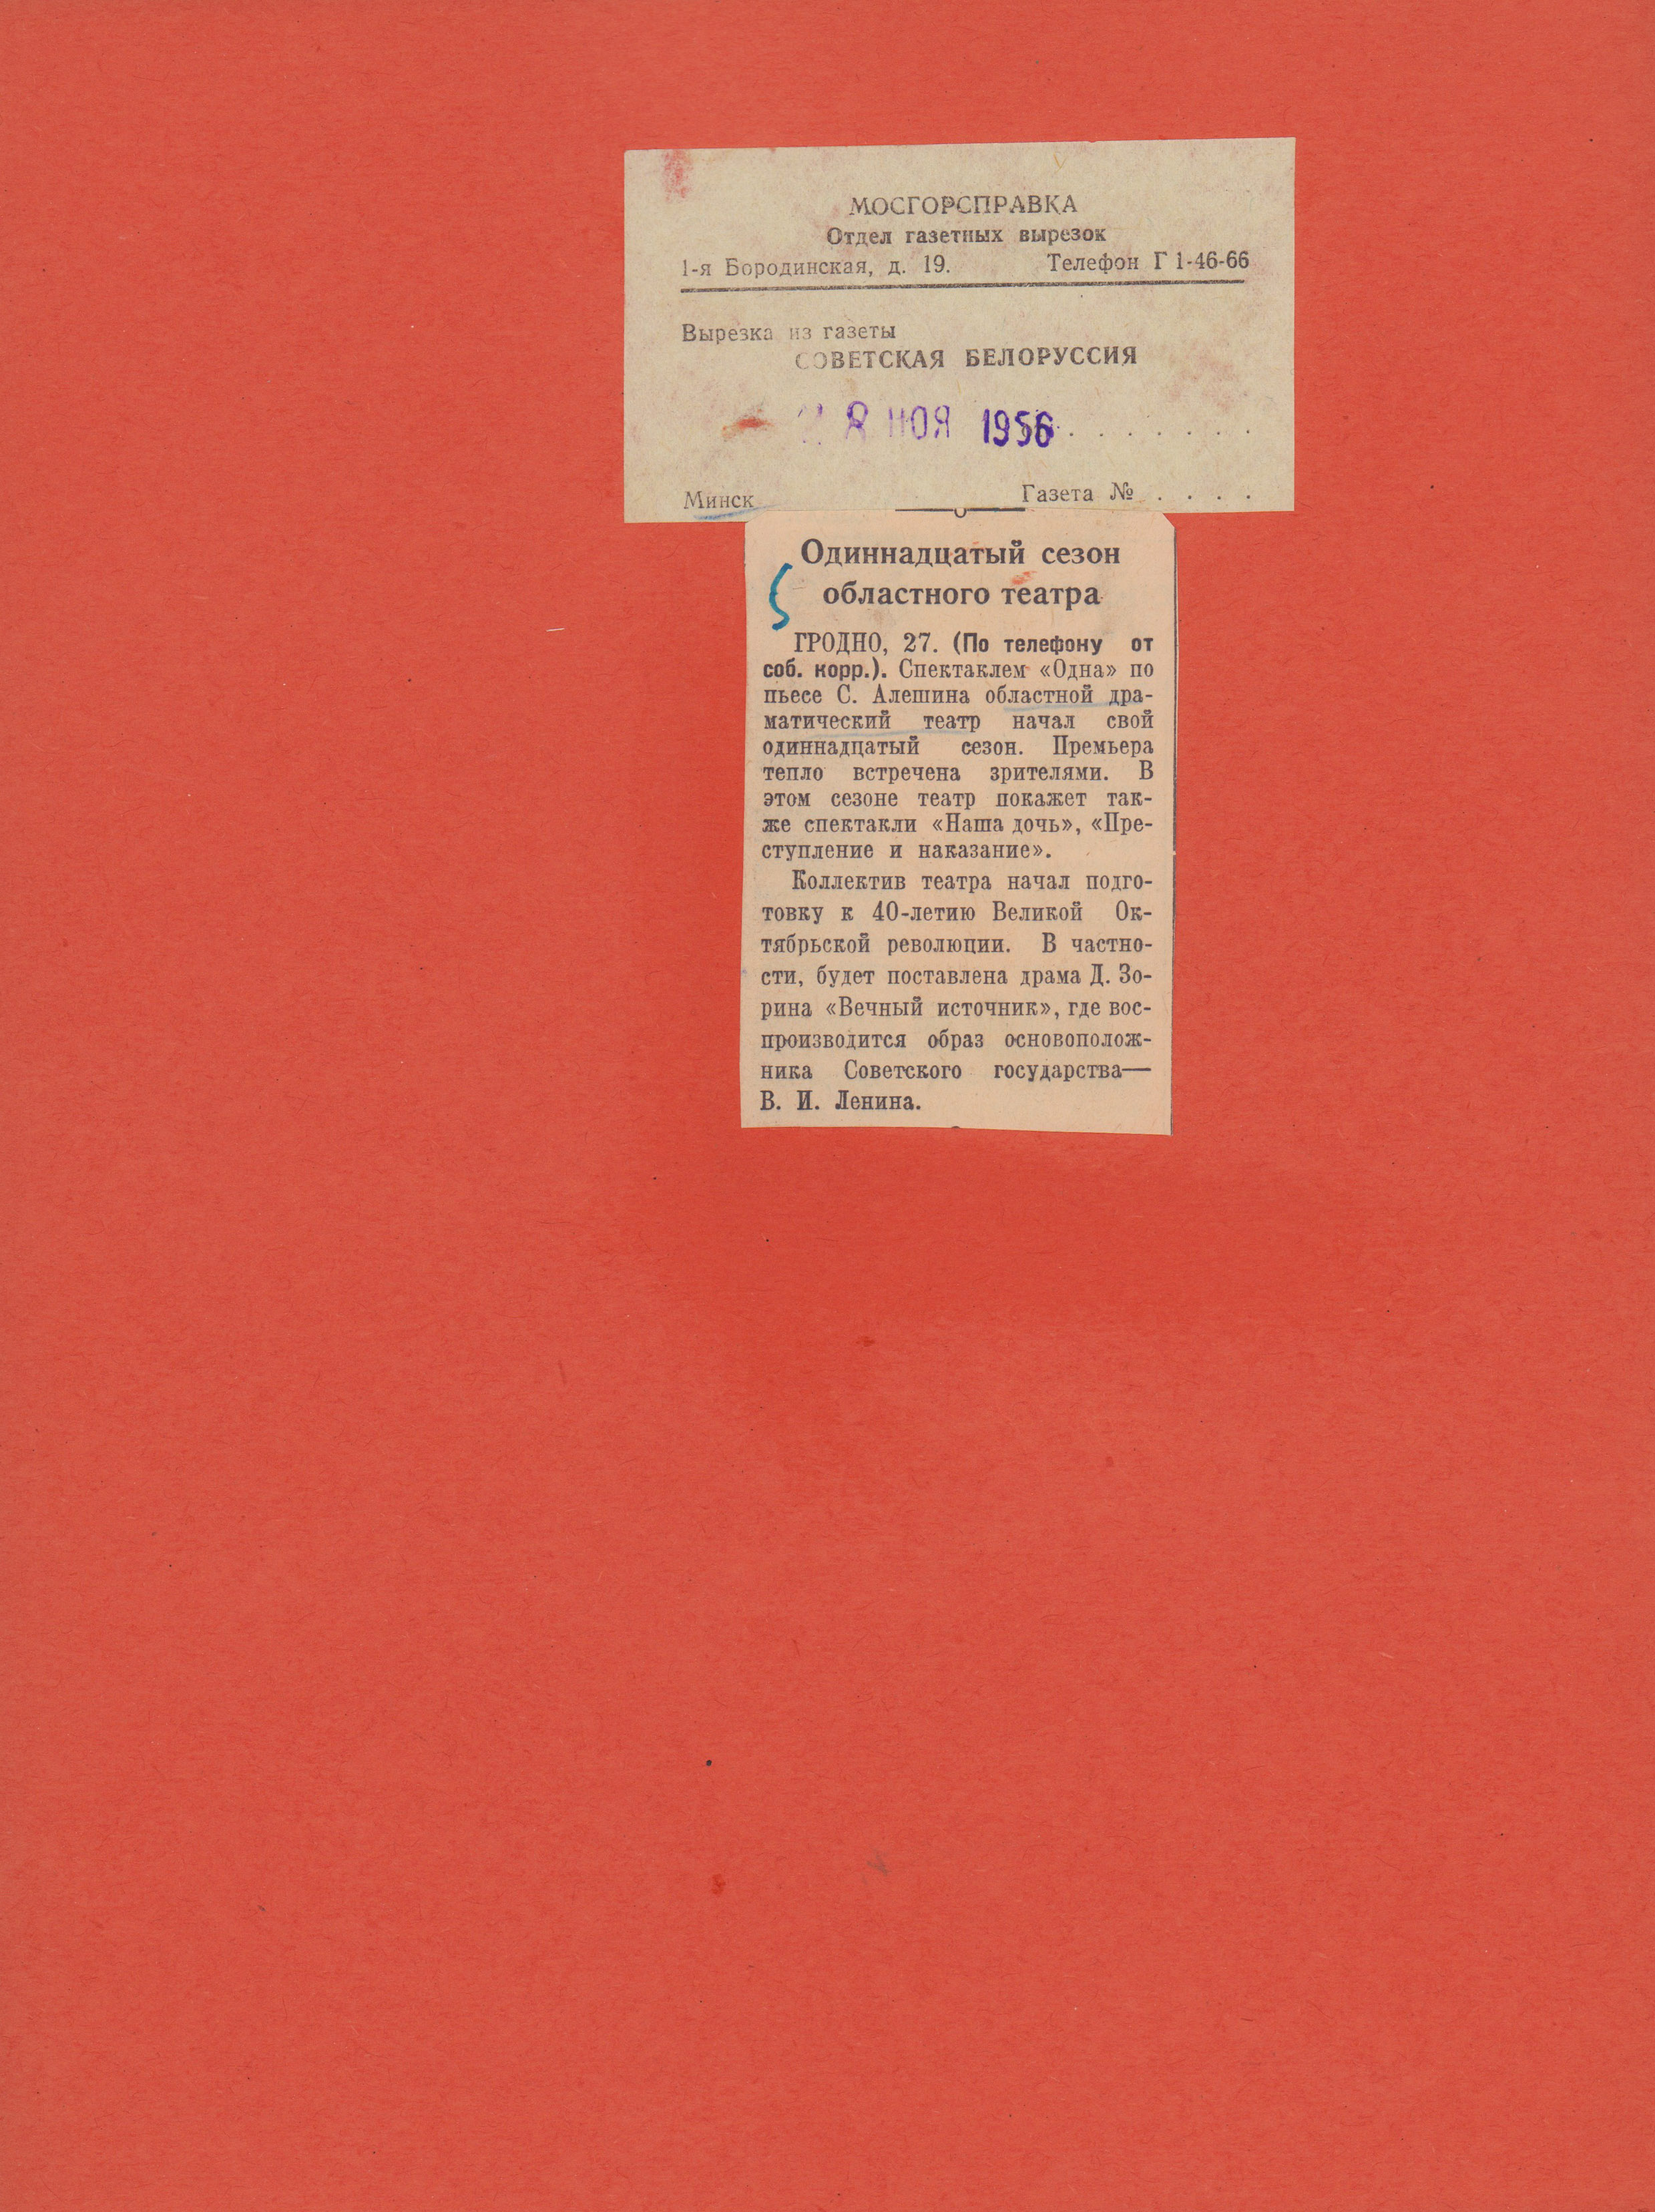 МОСГОРСПРАВКА
Отдел газетных вырезок
1-я Бородинская, д. 19. Телефон Г 1-46-66
Вырезка из газеты
СОВЕТСКАЯ БЕЛОРУССИЯ
8 НОЯ 1956 . . . . . . . .
Минск Газета № . . . .
Одиннадцатый сезон
областного театра
ГРОДНО, 27. (По телефону от
соб. корр.). Спектаклем «Одна» по
пьесе С. Алешина областной дра-
матический театр начал свой
одиннадцатый сезон. Премьера
тепло встречена зрителями. В
этом сезоне театр покажет так-
же спектакли «Наша дочь», «Пре-
ступление и наказание».
Коллектив театра начал подго-
товку к 40-летию Великой Ок-
тябрьской революции. В частно-
сти, будет поставлена драма Д. Зо-
рина «Вечный источник», где вос-
производится образ основополож-
ника Советского государства—
В. И. Ленина.